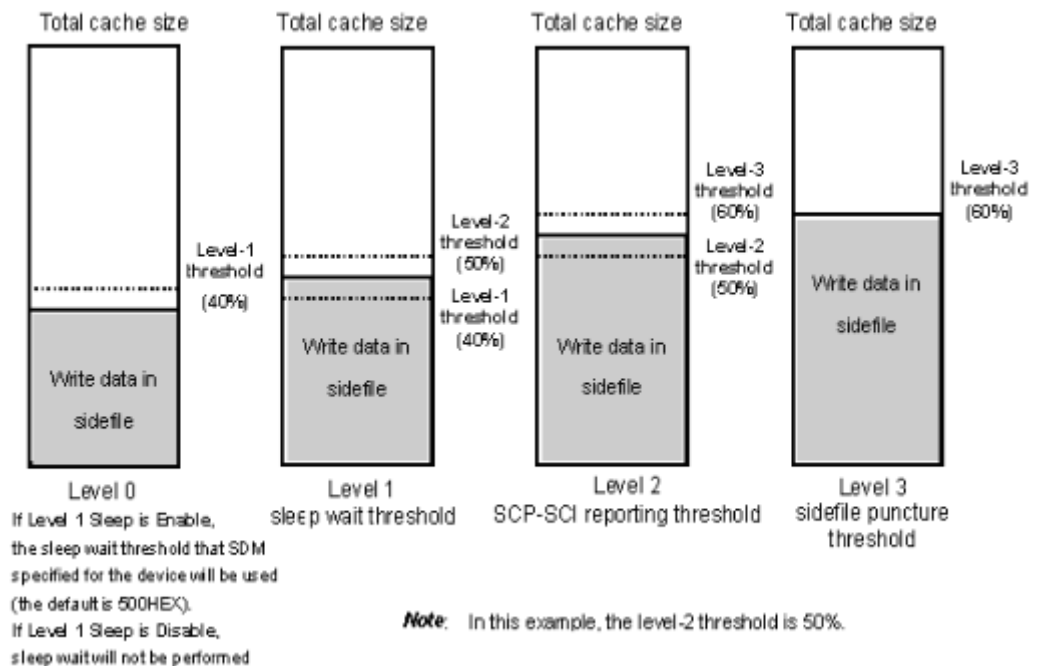 Total cache size
Total cache size
Total cache size
Total cache size
Level-1
threshold
(40%)
Write data in
sidefile
Level-2
threshold
(50%)
Level-1
threshold
(40%)
Write data in
sidefile
Level-3
threshold
(60%)
Level-2
threshold
(50%)
Write data in
sidefile
Level-3
threshold
(60%)
Write data in
sidefile
Level 0
If Level 1 Sleep is Enable,
the sleep wait threshold that SDM
specified for the device will be used
(the default is 500HEX).
If Level 1 Sleep is Disable,
sleep wait will not be performed
Level 1
sleep wait threshold
Level 2
SCP-SCI reporting threshold
Level 3
sidefile puncture
threshold
Note: In this example, the level-2 threshold is 50%.